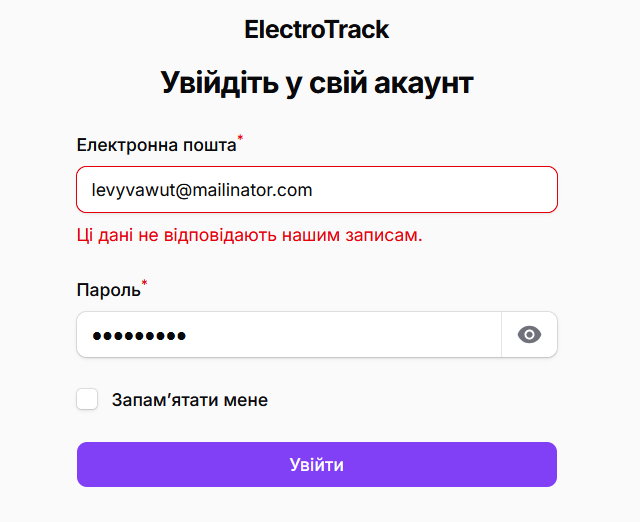 ElectroTrack
Увійдіть у свій акаунт
Електронна пошта*
levyvawut@mailinator.com
Ці дані не відповідають нашим записам.
Пароль*
•••••••••
Запам’ятати мене
Увійти